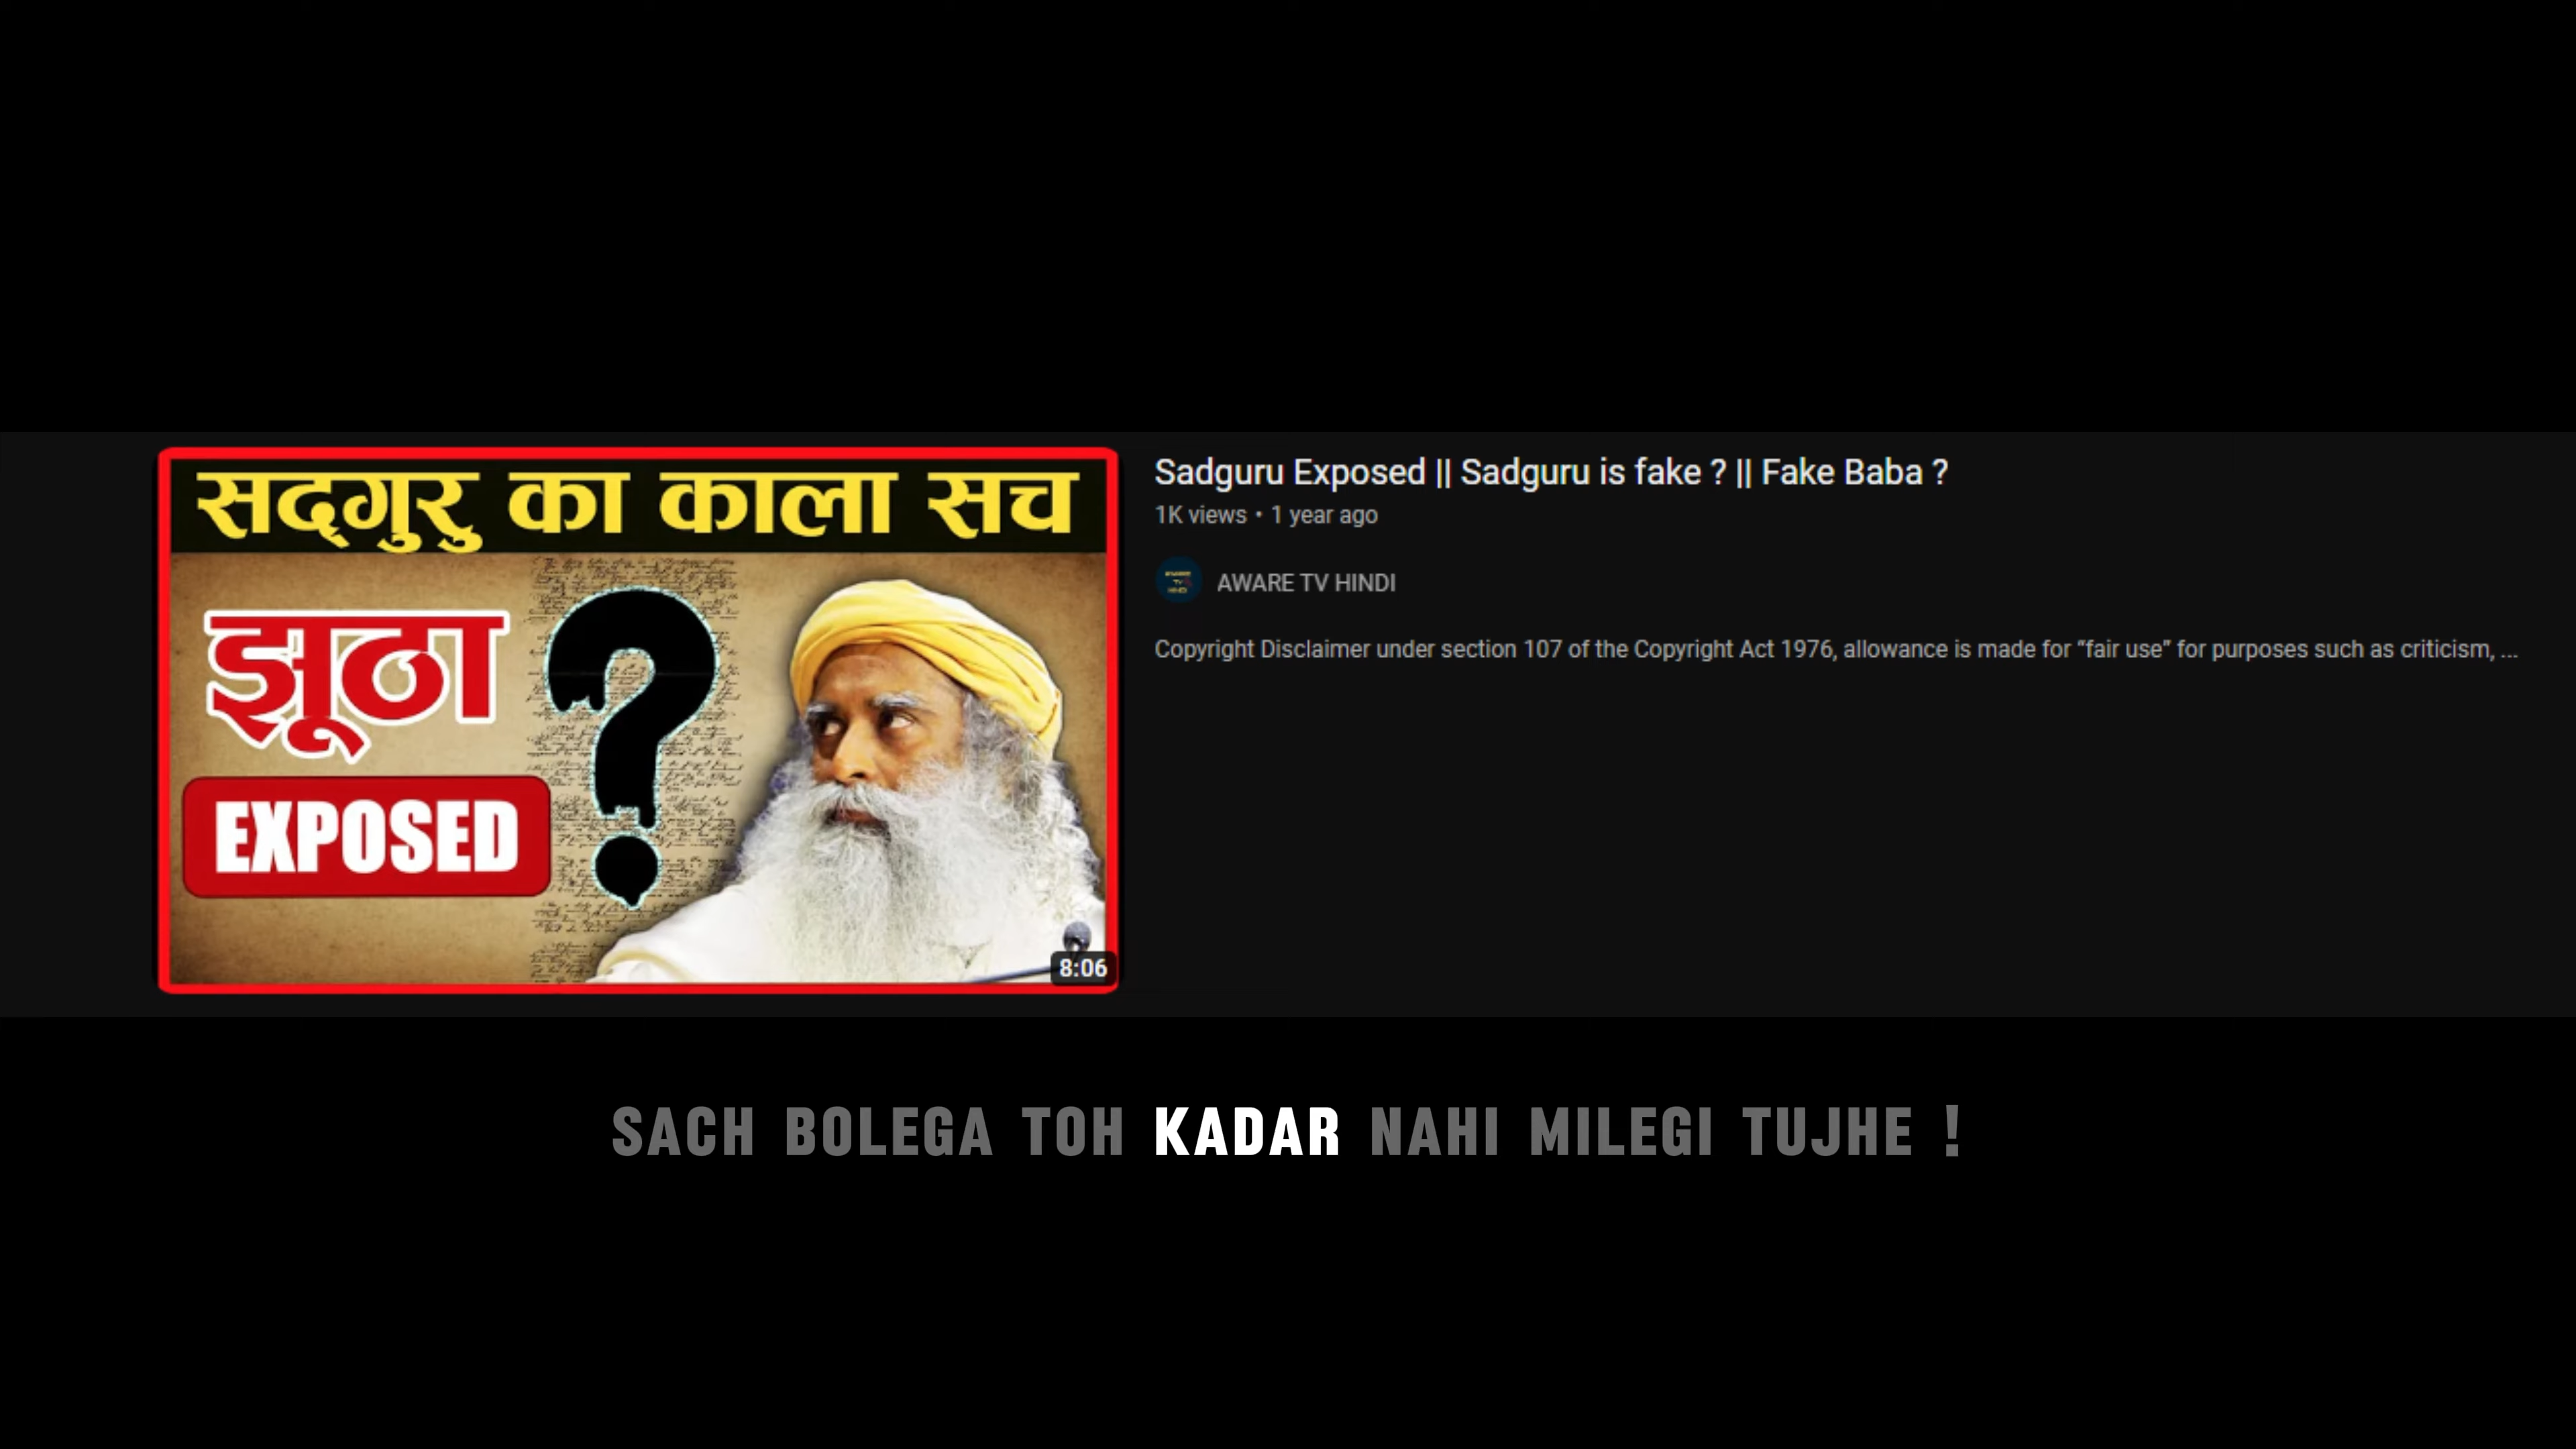 सद्गुरु का काला सच
झूठा
EXPOSED
8:06
Sadguru Exposed || Sadguru is fake ? || Fake Baba ?
1K views • 1 year ago
AWARE TV HINDI
Copyright Disclaimer under section 107 of the Copyright Act 1976, allowance is made for “fair use” for purposes such as criticism, ...
SACH BOLEGA TOH KADAR NAHI MILEGI TUJHE !